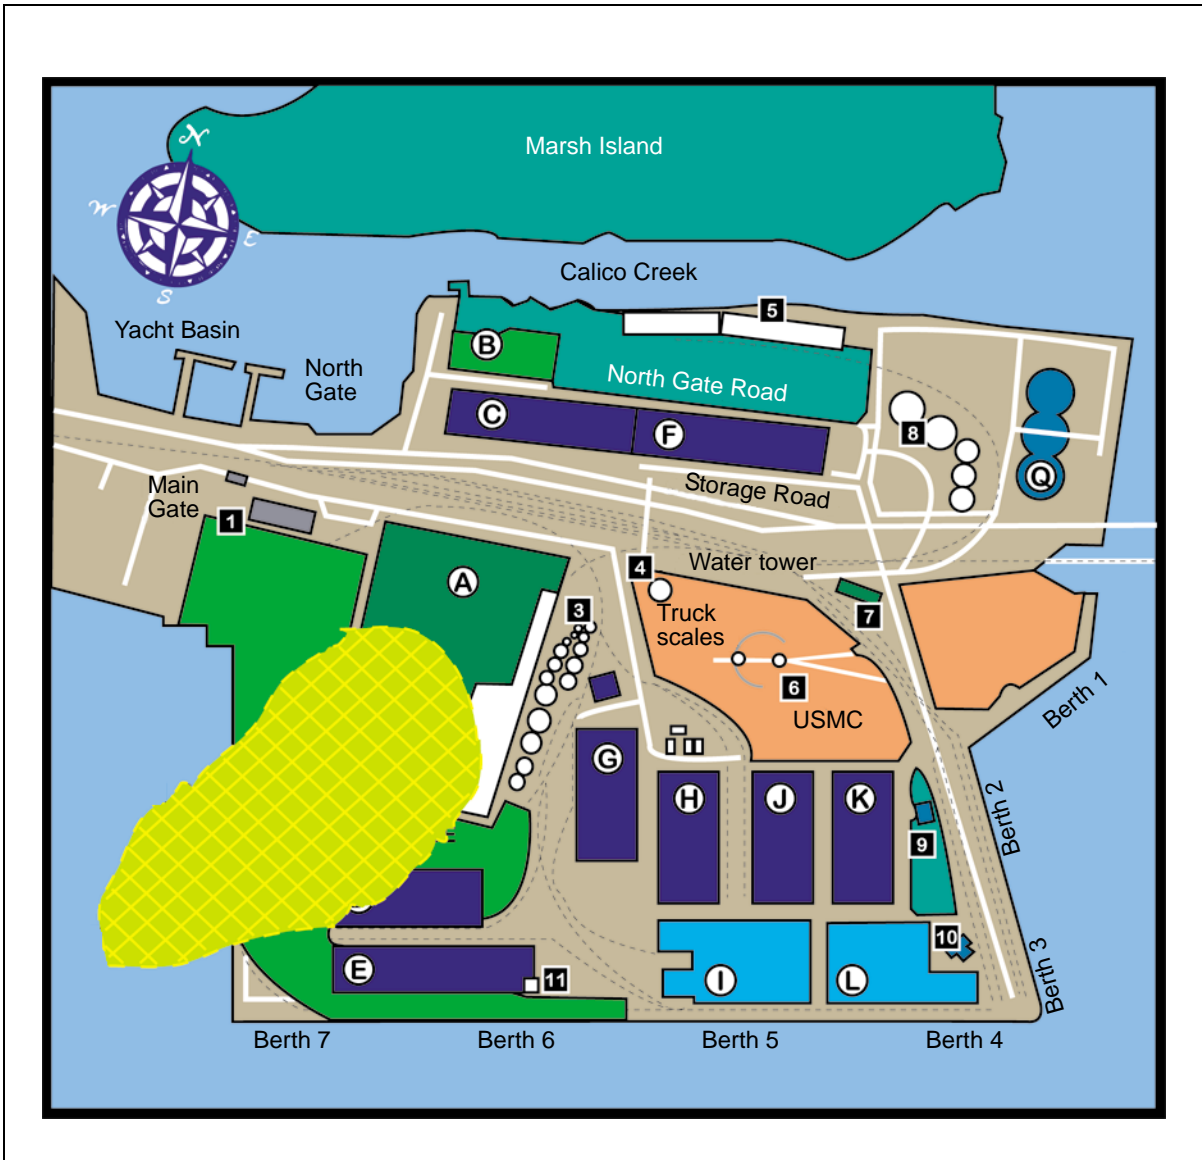 Marsh Island
N
W
E
S
Calico Creek
Yacht Basin
North
Gate
5
B
North Gate Road
C
F
8
Q
Storage Road
Main
Gate
1
Water tower
4
A
3
Truck
scales
7
6
USMC
Berth 1
G
H
J
K
Berth 2
9
10
E
11
I
L
Berth 3
Berth 7
Berth 6
Berth 5
Berth 4